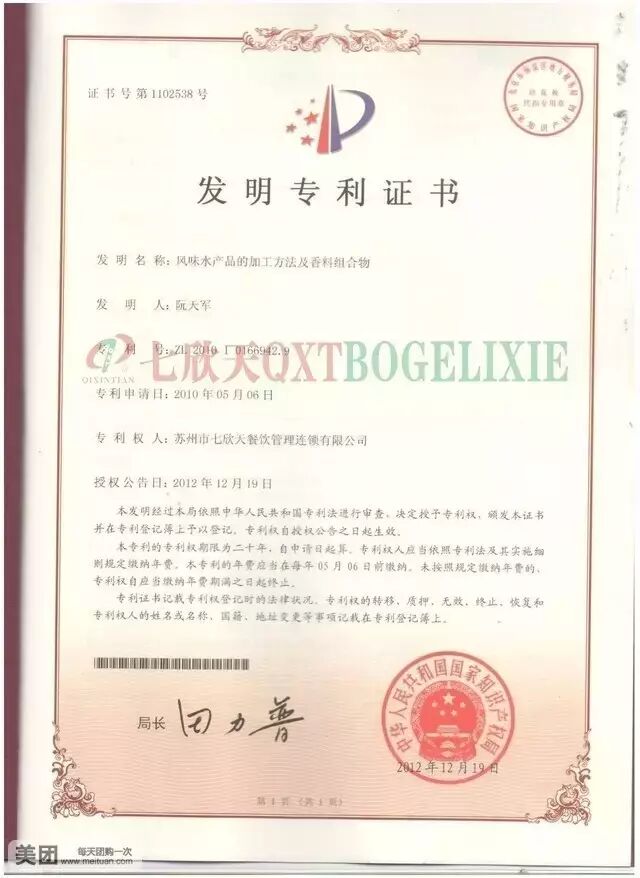 证书号第1102538号
发明专利证书
发明名称：风味水产品的加工方法及香料组合物
发明人：阮天军
专利号：ZL 2010 1 0166942.9
七欣天QXTBOGELIXIE
QIXINTIAN
专利申请日：2010年05月06日
专利权人：苏州市七欣天餐饮管理连锁有限公司
授权公告日：2012年12月19日
本发明经过本局依照中华人民共和国专利法进行审查，决定授予专利权，颁发本证书
并在专利登记簿上予以登记。专利权自授权公告之日起生效。
本专利的专利权期限为二十年，自申请日起算。专利权人应当依照专利法及其实施细
则规定缴纳年费。本专利的年费应当在每年05月06日前缴纳。未按照规定缴纳年费的，
专利权自应当缴纳年费期满之日起终止。
专利证书记载专利权登记时的法律状况。专利权的转移、质押、无效、终止、恢复和
专利权人的姓名或名称、国籍、地址变更等事项记载在专利登记簿上。
局长
田力普
中华人民共和国国家知识产权局
2012年12月19日
第1页（共1页）
美团
每天团购一次
www.meituan.com